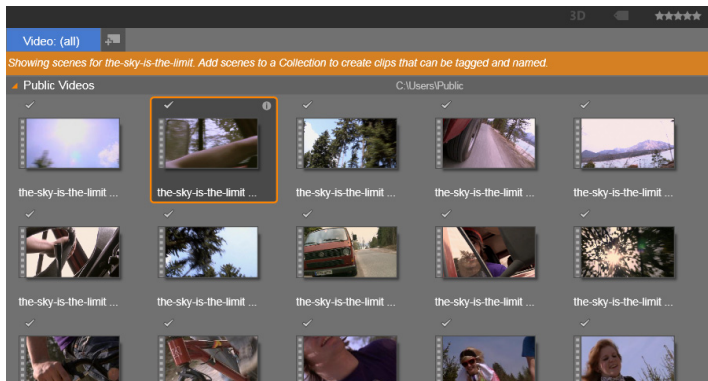 3D
Video: (all)
Showing scenes for the-sky-is-the-limit. Add scenes to a Collection to create clips that can be tagged and named.
Public Videos C:\Users\Public
the-sky-is-the-limit ... the-sky-is-the-limit ... the-sky-is-the-limit ... the-sky-is-the-limit ... the-sky-is-the-limit ...
the-sky-is-the-limit ... the-sky-is-the-limit ... the-sky-is-the-limit ... the-sky-is-the-limit ... the-sky-is-the-limit ...